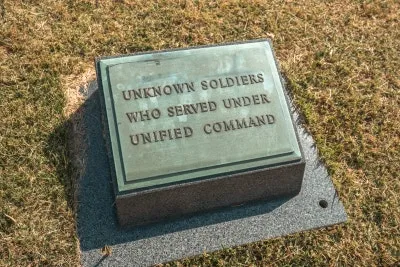 UNKNOWN SOLDIERS
WHO SERVED UNDER
UNIFIED COMMAND